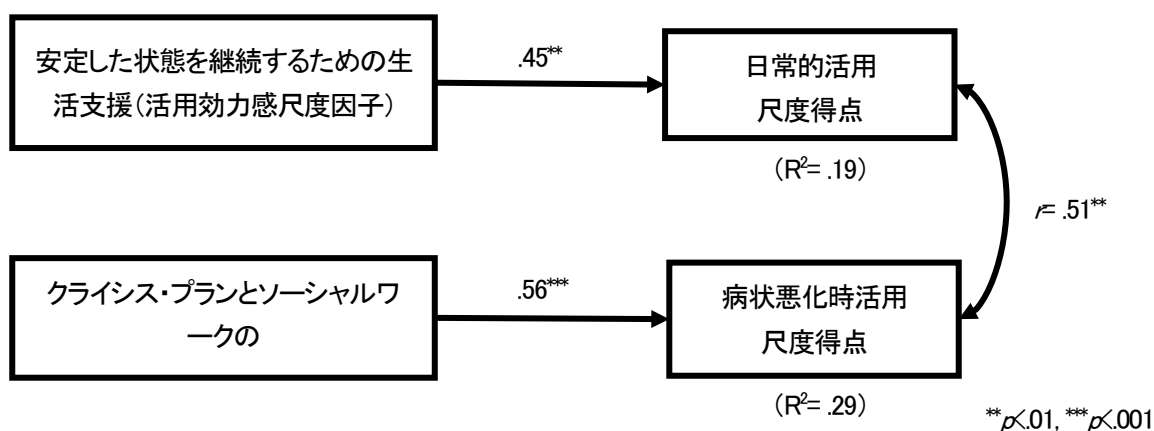 安定した状態を継続するための生
活支援(活用効力感尺度因子)
.45**
日常的活用
尺度得点
(R²= .19)
r= .51**
クライシス・プランとソーシャルワ
ークの
.56***
病状悪化時活用
尺度得点
(R²= .29)
**p<.01, ***p<.001